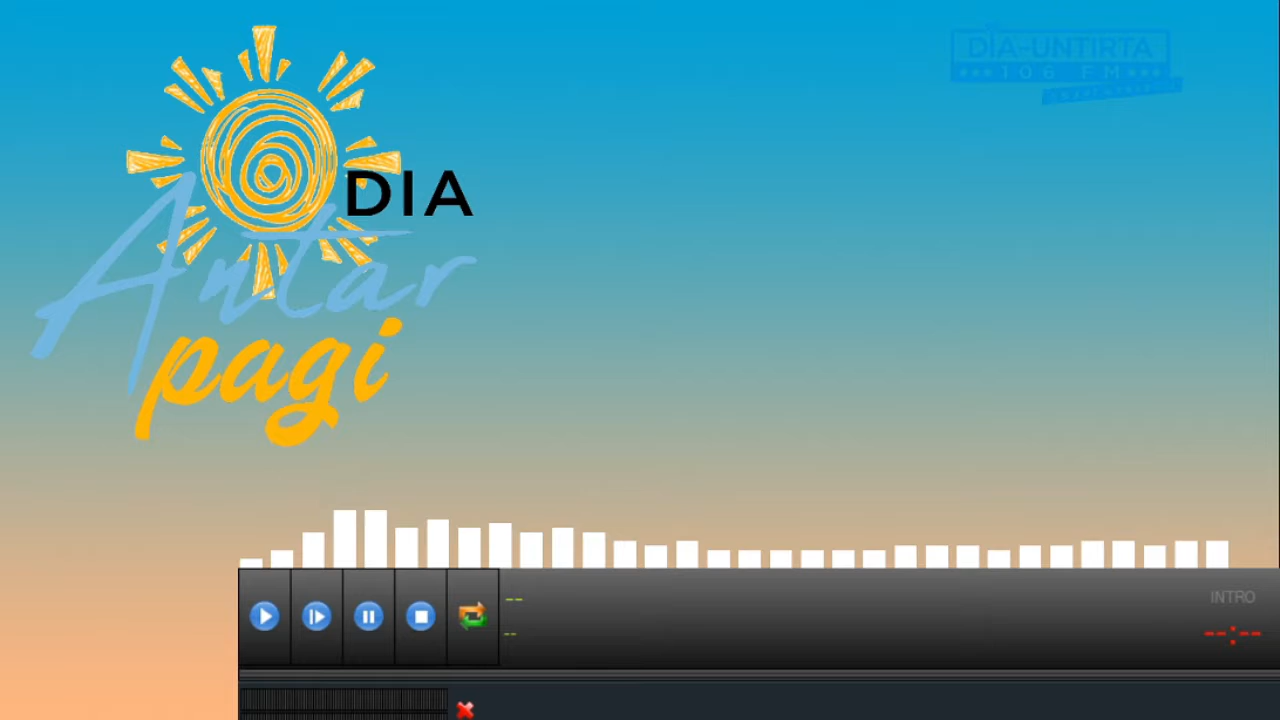 DIA
Antar
pagi
DIA-UNTIRTA
106 FM
INTRO
--:--
--
--